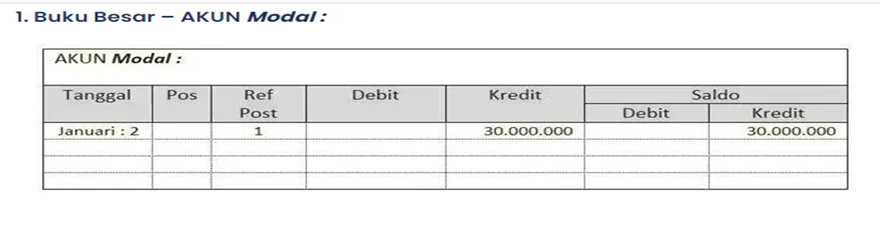 1. Buku Besar – AKUN Modal :
AKUN Modal :
Tanggal Pos Ref Post Debit Kredit Saldo
Debit Kredit
Januari : 2 1 30.000.000 30.000.000